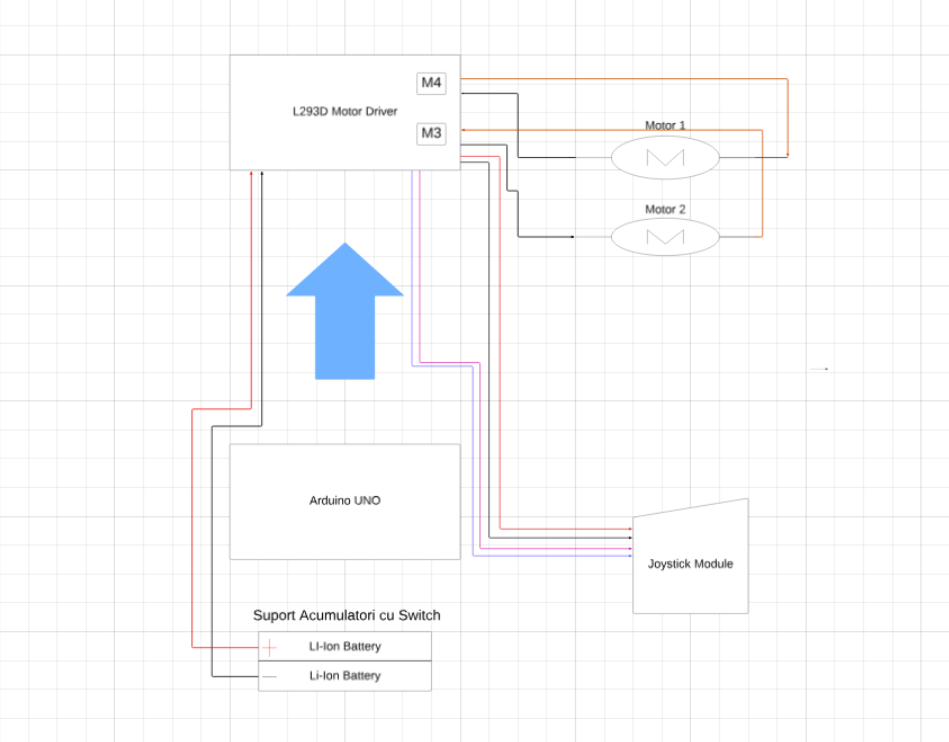 M4
L293D Motor Driver
M3
Motor 1
Motor 2
Arduino UNO
Joystick Module
Suport Acumulatori cu Switch
LI-Ion Battery
Li-Ion Battery